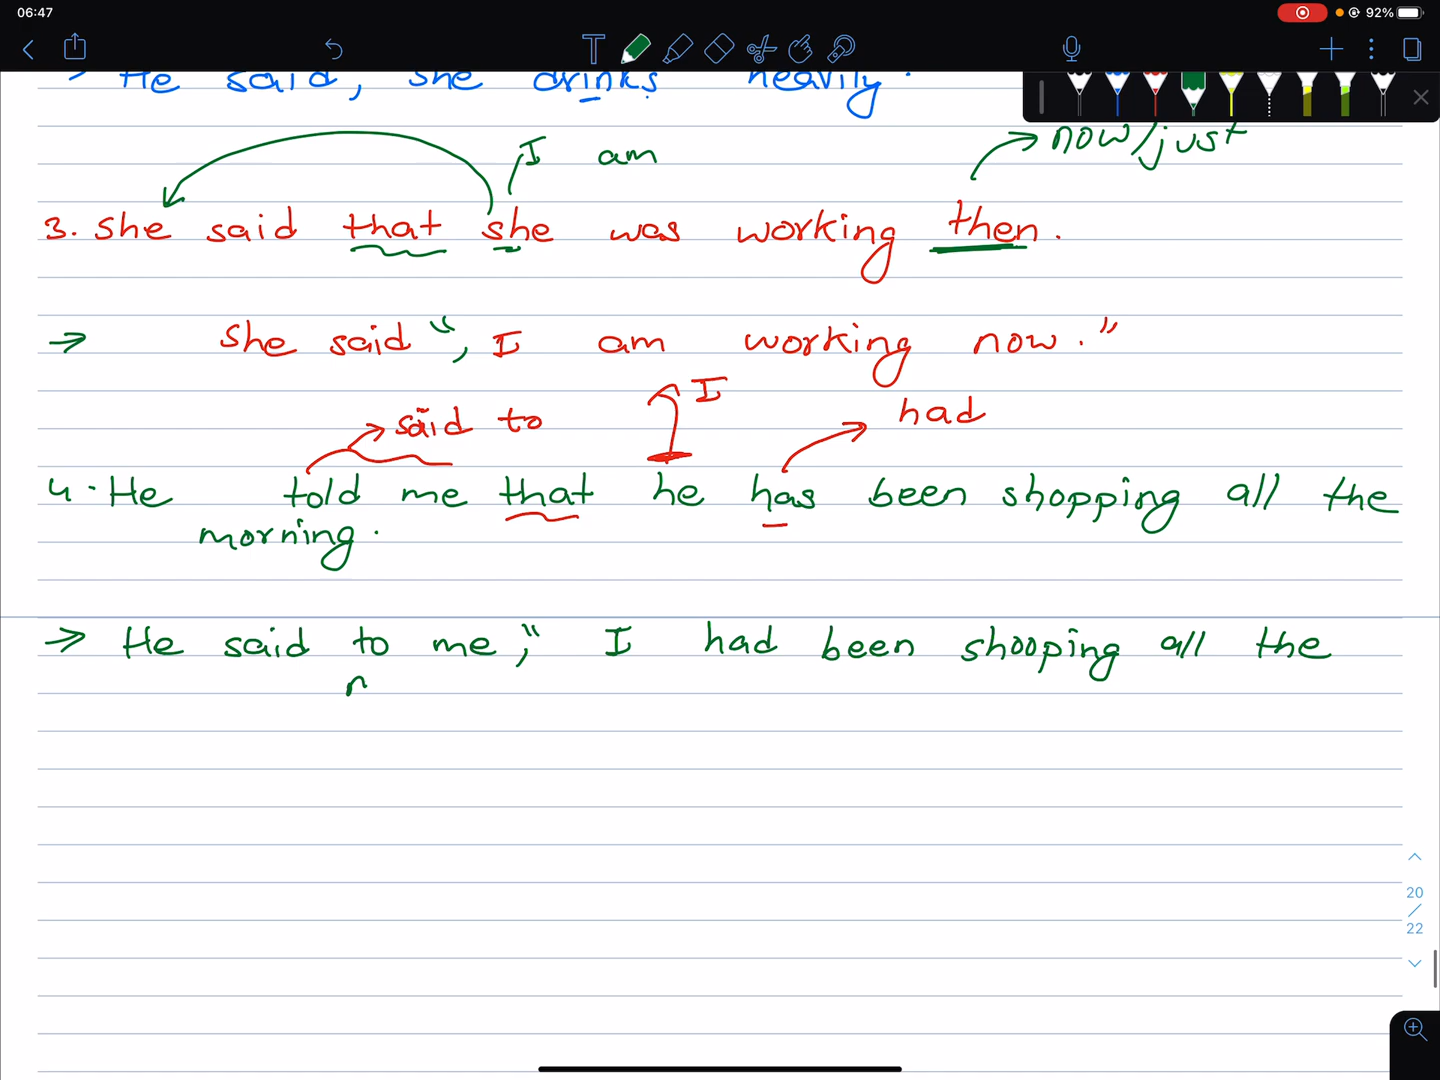 06:47
92%
He said, she drinks heavily.
I am
now/just
3. she said that she was working then.
→ She said “, I am working now.”
said to
I
had
4. He told me that he has been shopping all the
morning.
⇒ He said to me,“ I had been shooping all the
n
20
/
22